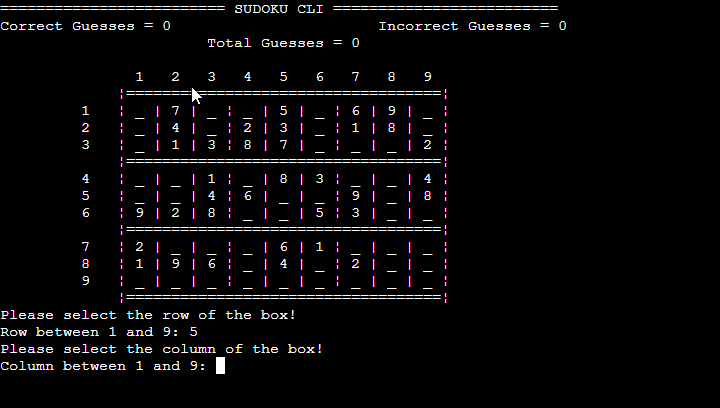 ========================= SUDOKU CLI =========================
Correct Guesses = 0                       Incorrect Guesses = 0
                       Total Guesses = 0
               1   2   3   4   5   6   7   8   9
             ¦===================================¦
         1   ¦ _ | 7 | _ ¦ _ | 5 | _ ¦ 6 | 9 | _ ¦
         2   ¦ _ | 4 | _ ¦ 2 | 3 | _ ¦ 1 | 8 | _ ¦
         3   ¦ _ | 1 | 3 ¦ 8 | 7 | _ ¦ _ | _ | 2 ¦
             ¦===================================¦
         4   ¦ _ | _ | 1 ¦ _ | 8 | 3 ¦ _ | _ | 4 ¦
         5   ¦ _ | _ | 4 ¦ 6 | _ | _ ¦ 9 | _ | 8 ¦
         6   ¦ 9 | 2 | 8 ¦ _ | _ | 5 ¦ 3 | _ | _ ¦
             ¦===================================¦
         7   ¦ 2 | _ | _ ¦ _ | 6 | 1 ¦ _ | _ | _ ¦
         8   ¦ 1 | 9 | 6 ¦ _ | 4 | _ ¦ 2 | _ | _ ¦
         9   ¦ _ | _ | _ ¦ _ | _ | _ ¦ _ | _ | _ ¦
             ¦===================================¦
Please select the row of the box!
Row between 1 and 9: 5
Please select the column of the box!
Column between 1 and 9: